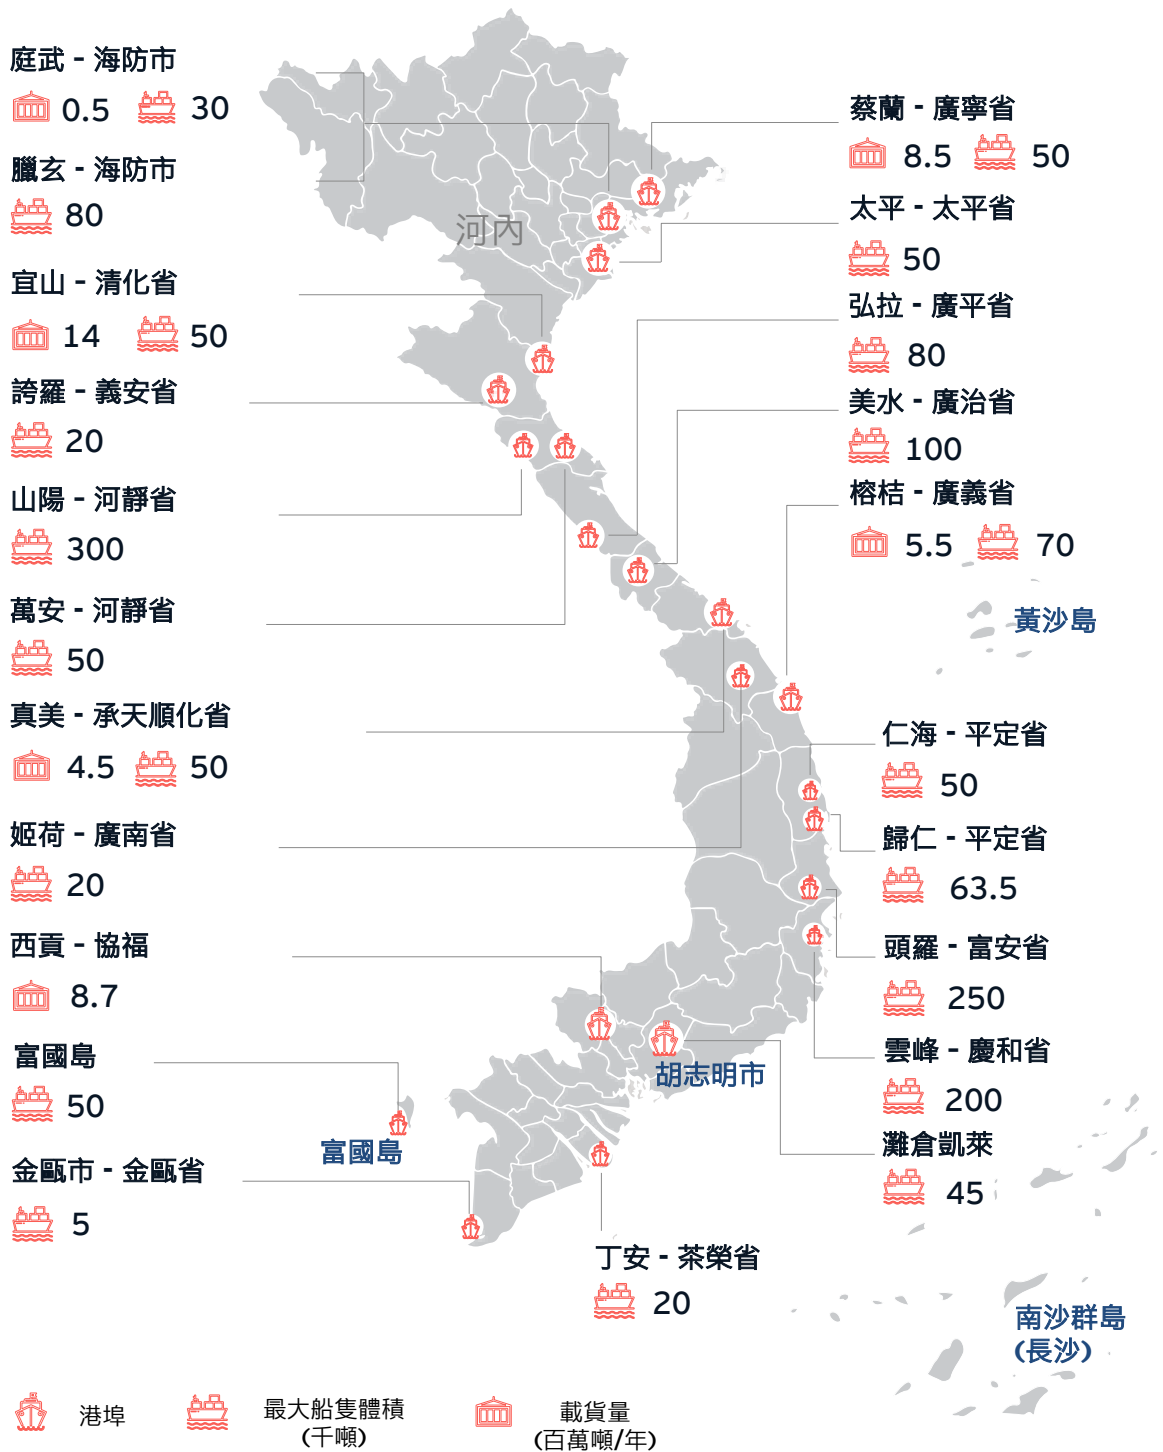 庭武 - 海防市
0.5 30
臘玄 - 海防市
80
宜山 - 清化省
14 50
誇羅 - 義安省
20
山陽 - 河靜省
300
萬安 - 河靜省
50
真美 - 承天順化省
4.5 50
姬荷 - 廣南省
20
西貢 - 協福
8.7
富國島
50
金甌市 - 金甌省
5
河內
富國島
胡志明市
蔡蘭 - 廣寧省
8.5 50
太平 - 太平省
50
弘拉 - 廣平省
80
美水 - 廣治省
100
榕桔 - 廣義省
5.5 70
黃沙島
仁海 - 平定省
50
歸仁 - 平定省
63.5
頭羅 - 富安省
250
雲峰 - 慶和省
200
灘倉凱萊
45
丁安 - 茶榮省
20
南沙群島
(長沙)
港埠
最大船隻體積
(千噸)
載貨量
(百萬噸/年)